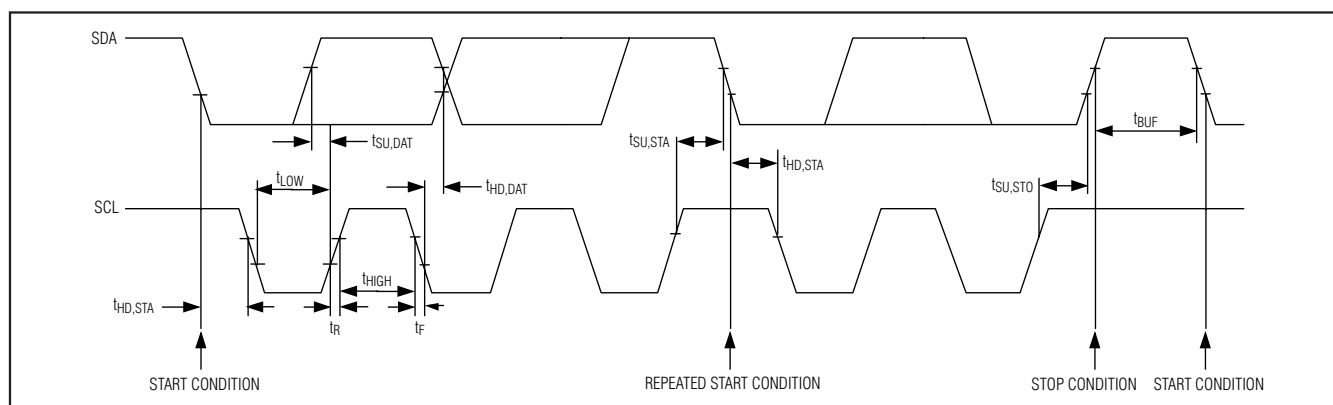 SDA
tSU,DAT
tSU,STA
tBUF
tLOW
tHD,DAT
tHD,STA
tSU,STO
SCL
tHIGH
tHD,STA
tR
tF
START CONDITION
REPEATED START CONDITION
STOP CONDITION
START CONDITION